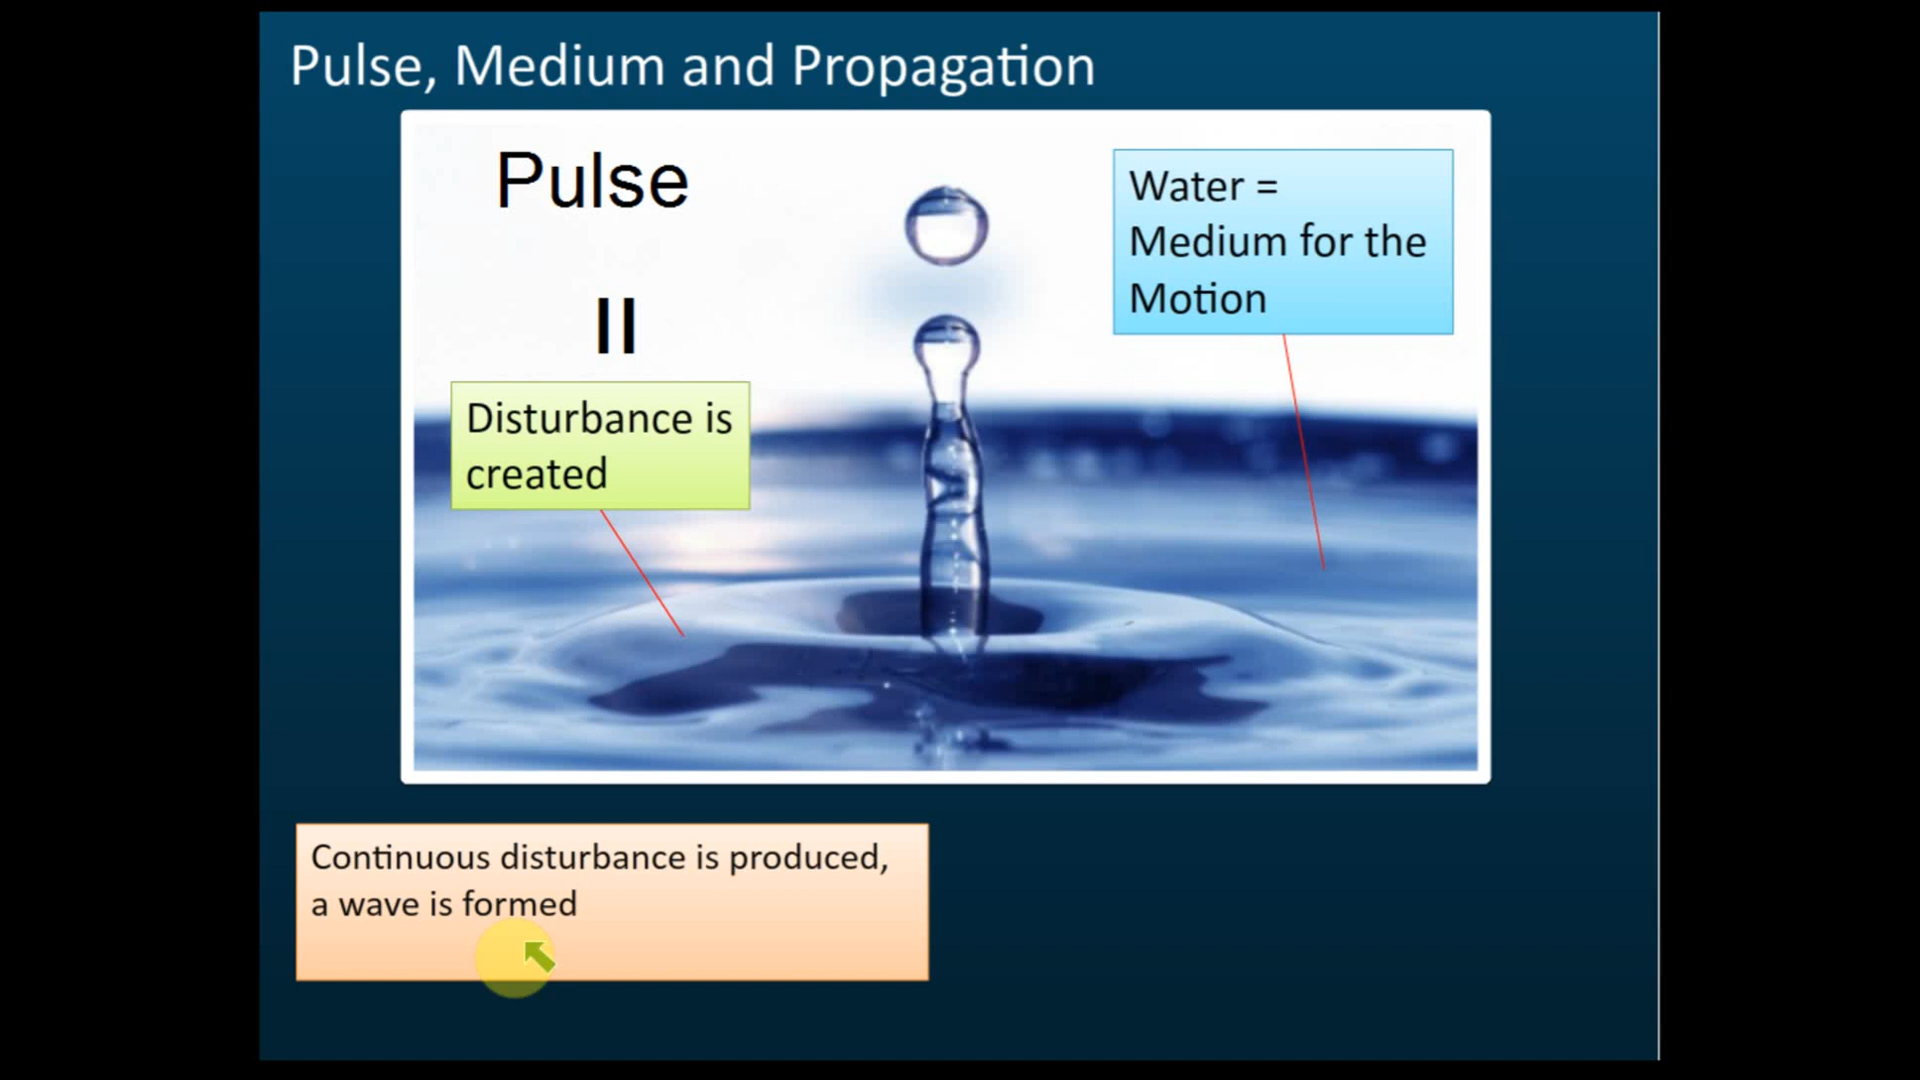 Pulse, Medium and Propagation
Pulse
=
Disturbance is
created
Water =
Medium for the
Motion
Continuous disturbance is produced,
a wave is formed